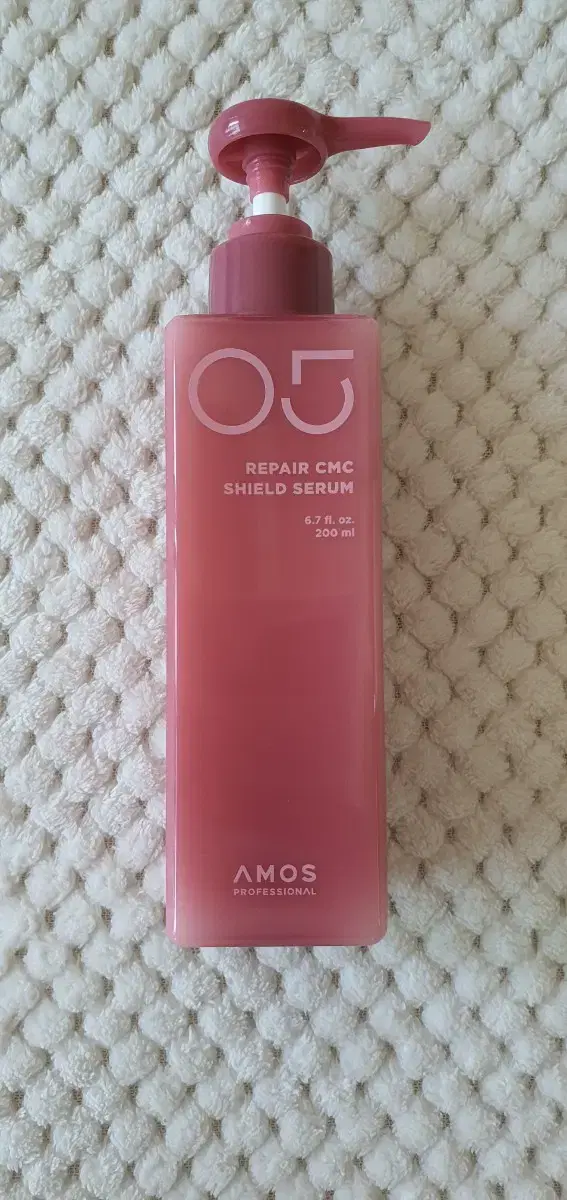 05
REPAIR CMC
SHIELD SERUM
6.7 fl. oz.
200 ml
AMOS
PROFESSIONAL